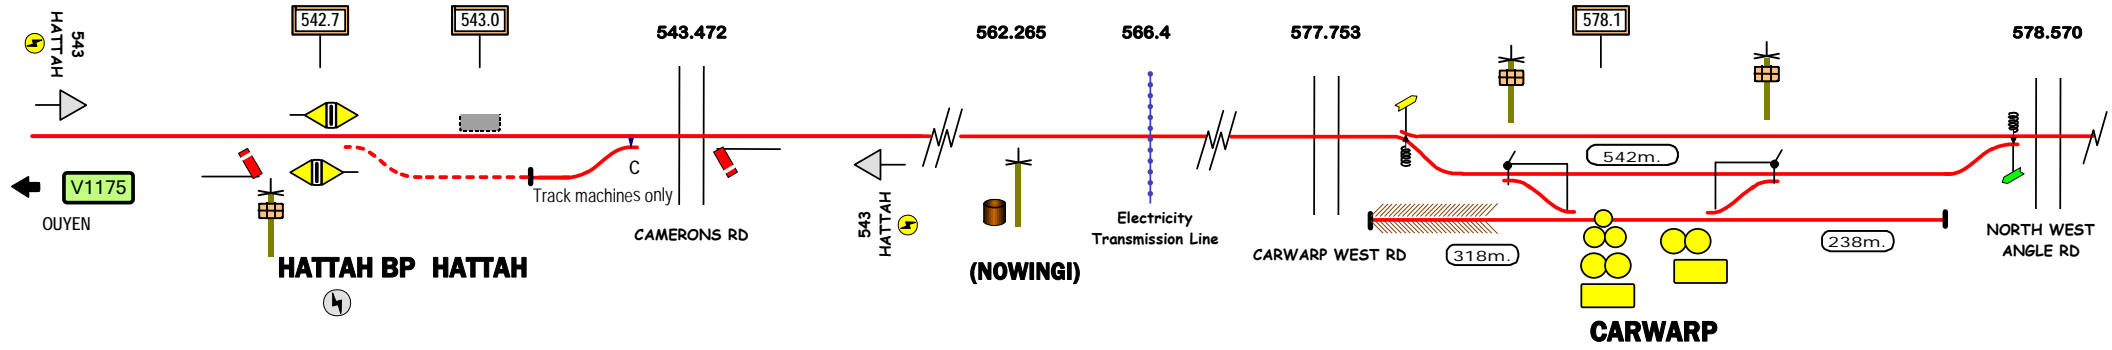 543
HATTAH
542.7
543.0
543.472
562.265
566.4
577.753
578.1
578.570
V1175
OUYEN
C
Track machines only
CAMERONS RD
HATTAH BP HATTAH
543
HATTAH
(NOWINGI)
Electricity
Transmission Line
CARWARP WEST RD
542m.
318m.
238m.
NORTH WEST
ANGLE RD
CARWARP